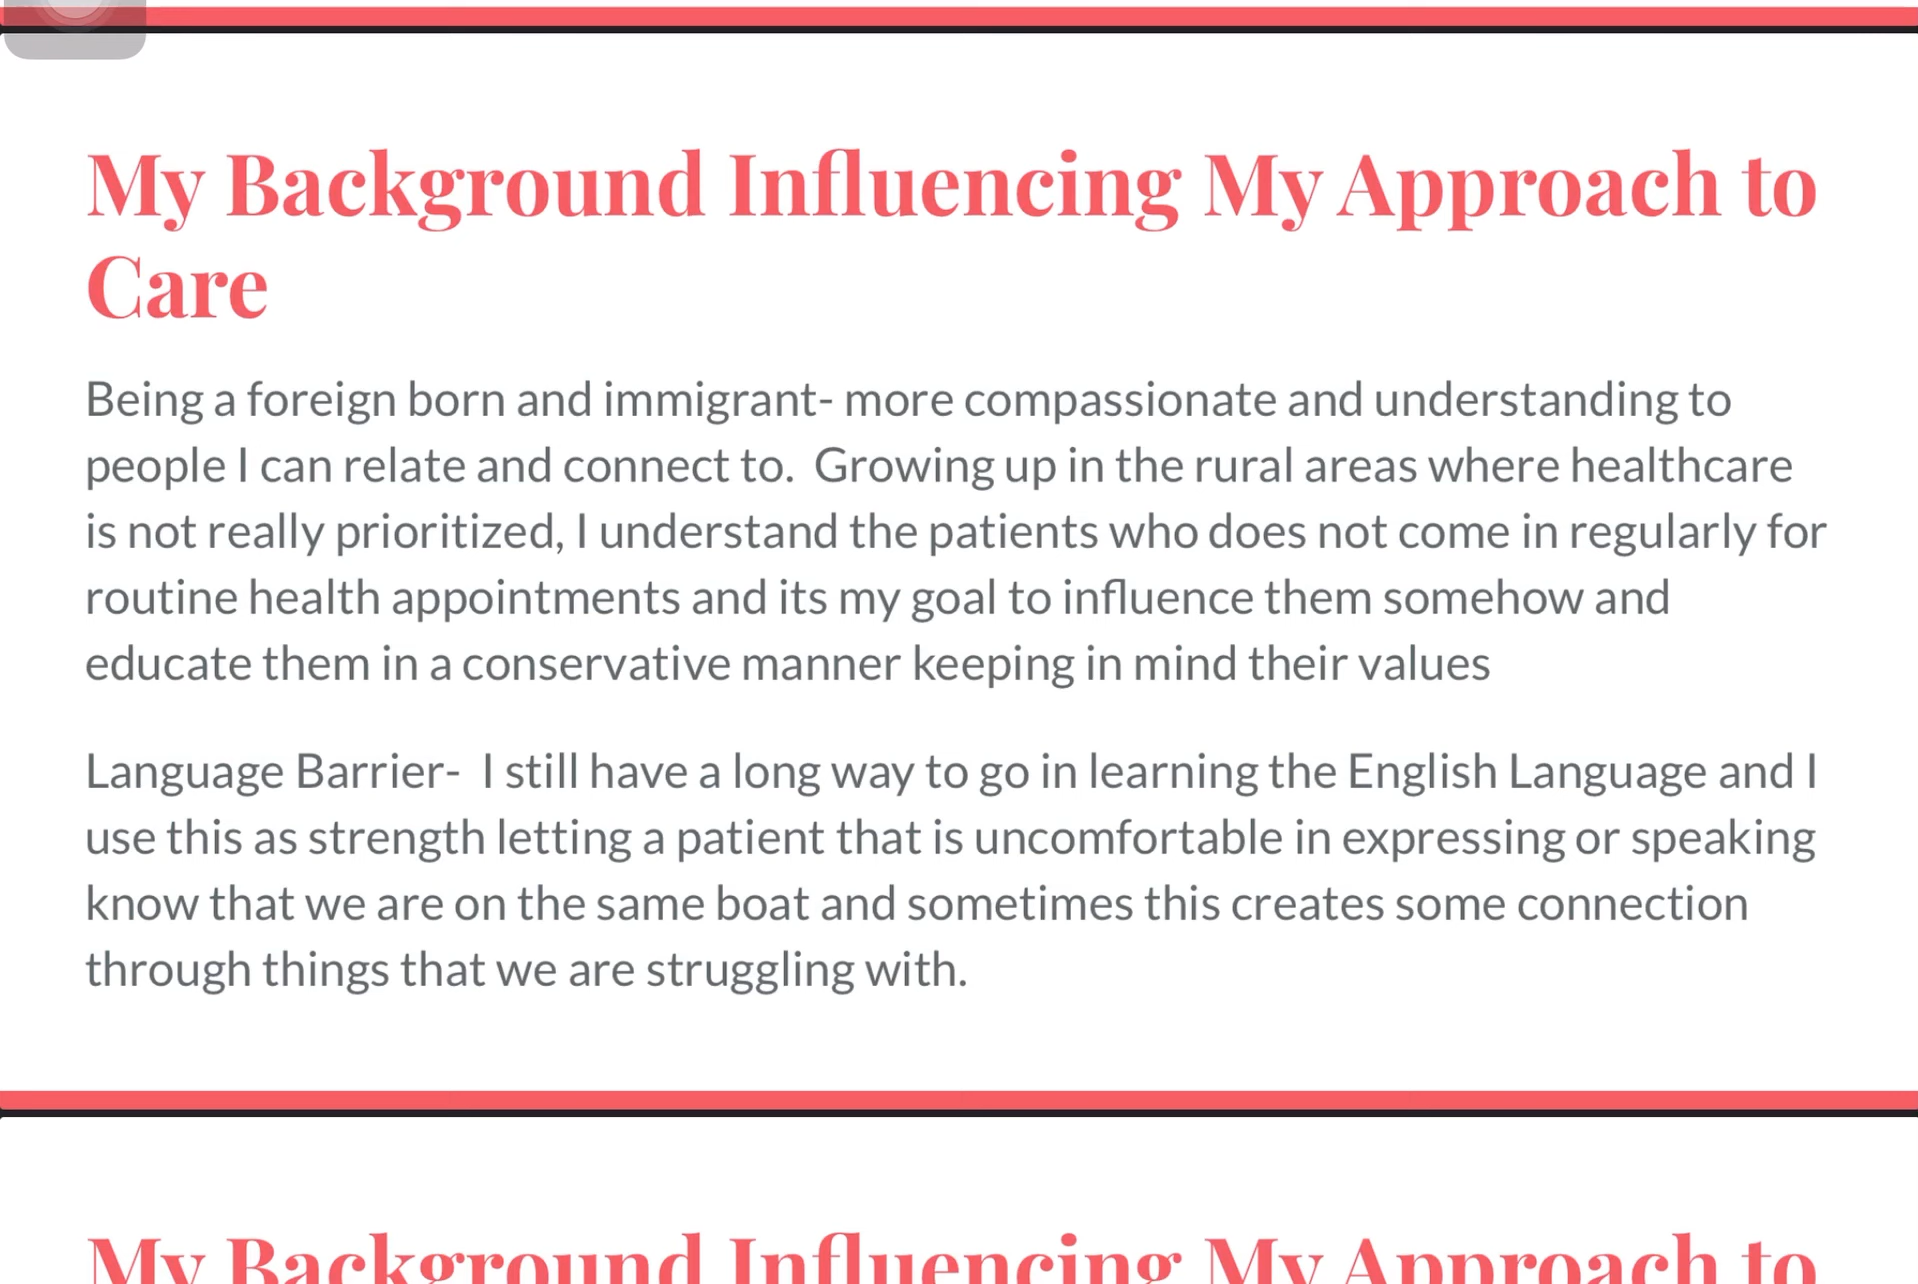 My Background Influencing My Approach to
Care
Being a foreign born and immigrant- more compassionate and understanding to
people I can relate and connect to.  Growing up in the rural areas where healthcare
is not really prioritized, I understand the patients who does not come in regularly for
routine health appointments and its my goal to influence them somehow and
educate them in a conservative manner keeping in mind their values
Language Barrier-  I still have a long way to go in learning the English Language and I
use this as strength letting a patient that is uncomfortable in expressing or speaking
know that we are on the same boat and sometimes this creates some connection
through things that we are struggling with.
My Background Influencing My Approach to